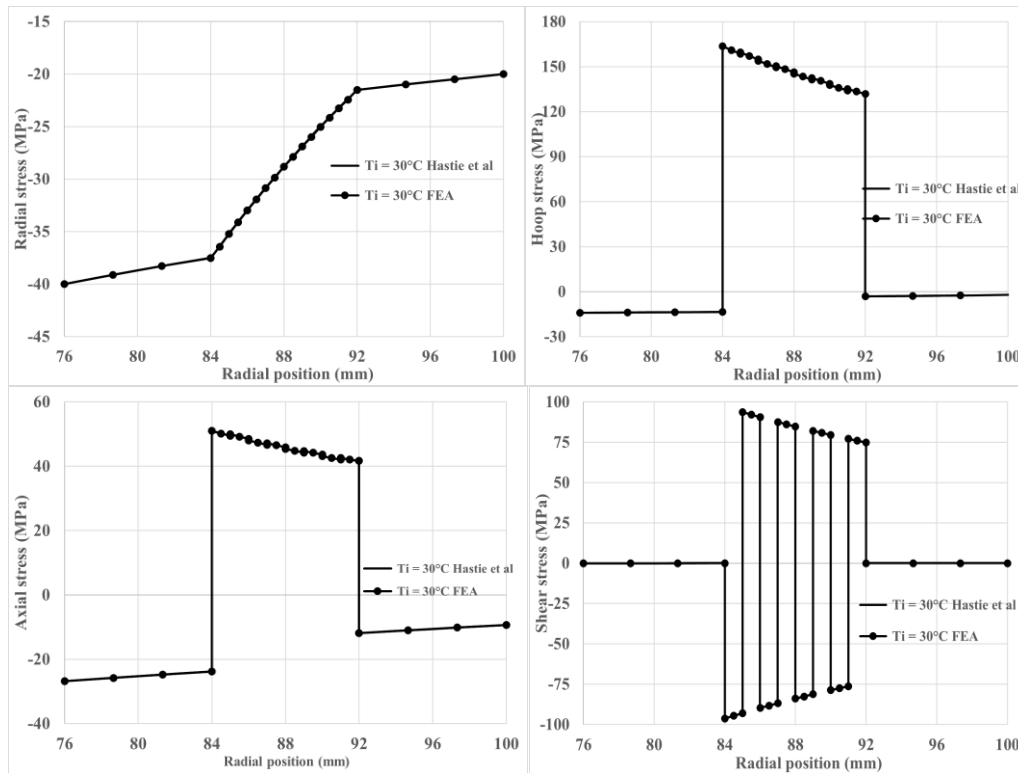 Radial stress (MPa)
-15
-20
-25
-30
-35
-40
-45
76 80 84 88 92 96 100
Radial position (mm)
Ti = 30°C Hastie et al
Ti = 30°C FEA
Hoop stress (MPa)
180
150
120
90
60
30
0
-30
76 80 84 88 92 96 100
Radial position (mm)
Ti = 30°C Hastie et al
Ti = 30°C FEA
Axial stress (MPa)
60
40
20
0
-20
-40
76 80 84 88 92 96 100
Radial position (mm)
Ti = 30°C Hastie et al
Ti = 30°C FEA
Shear stress (MPa)
100
75
50
25
0
-25
-50
-75
-100
76 80 84 88 92 96 100
Radial position (mm)
Ti = 30°C Hastie et al
Ti = 30°C FEA